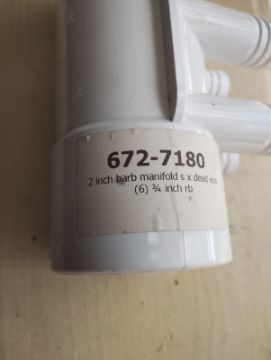 672-7180
2 inch barb manifold s x dead end
(6) ¾ inch rb